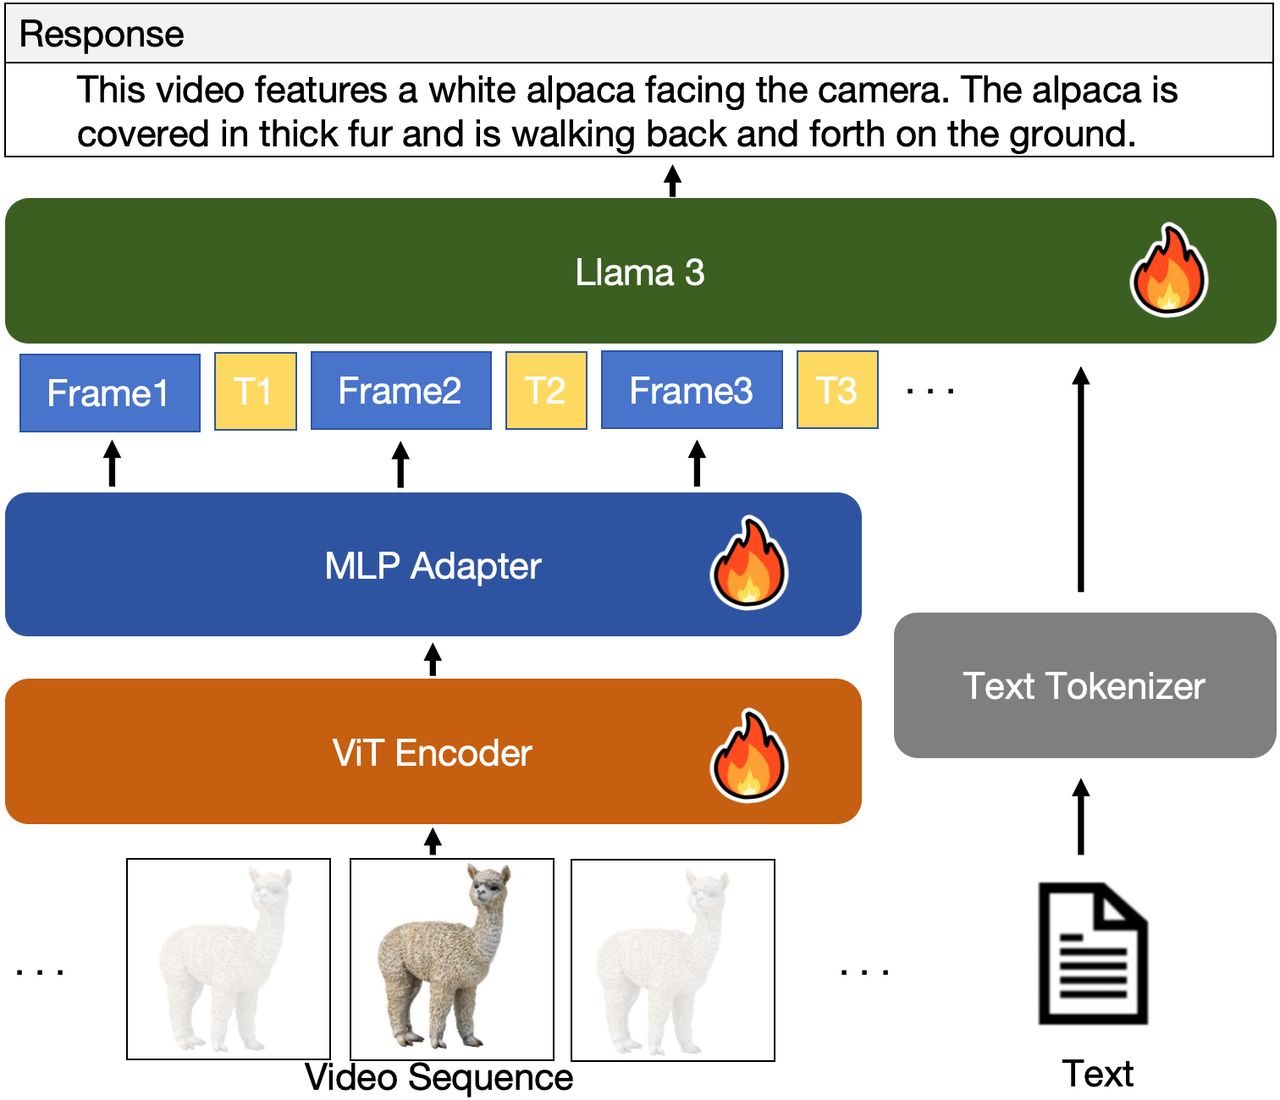 Response
This video features a white alpaca facing the camera. The alpaca is
covered in thick fur and is walking back and forth on the ground.
Llama 3
Frame1 T1 Frame2 T2 Frame3 T3 . . .
MLP Adapter
Text Tokenizer
ViT Encoder
. . . . . .
Video Sequence
Text